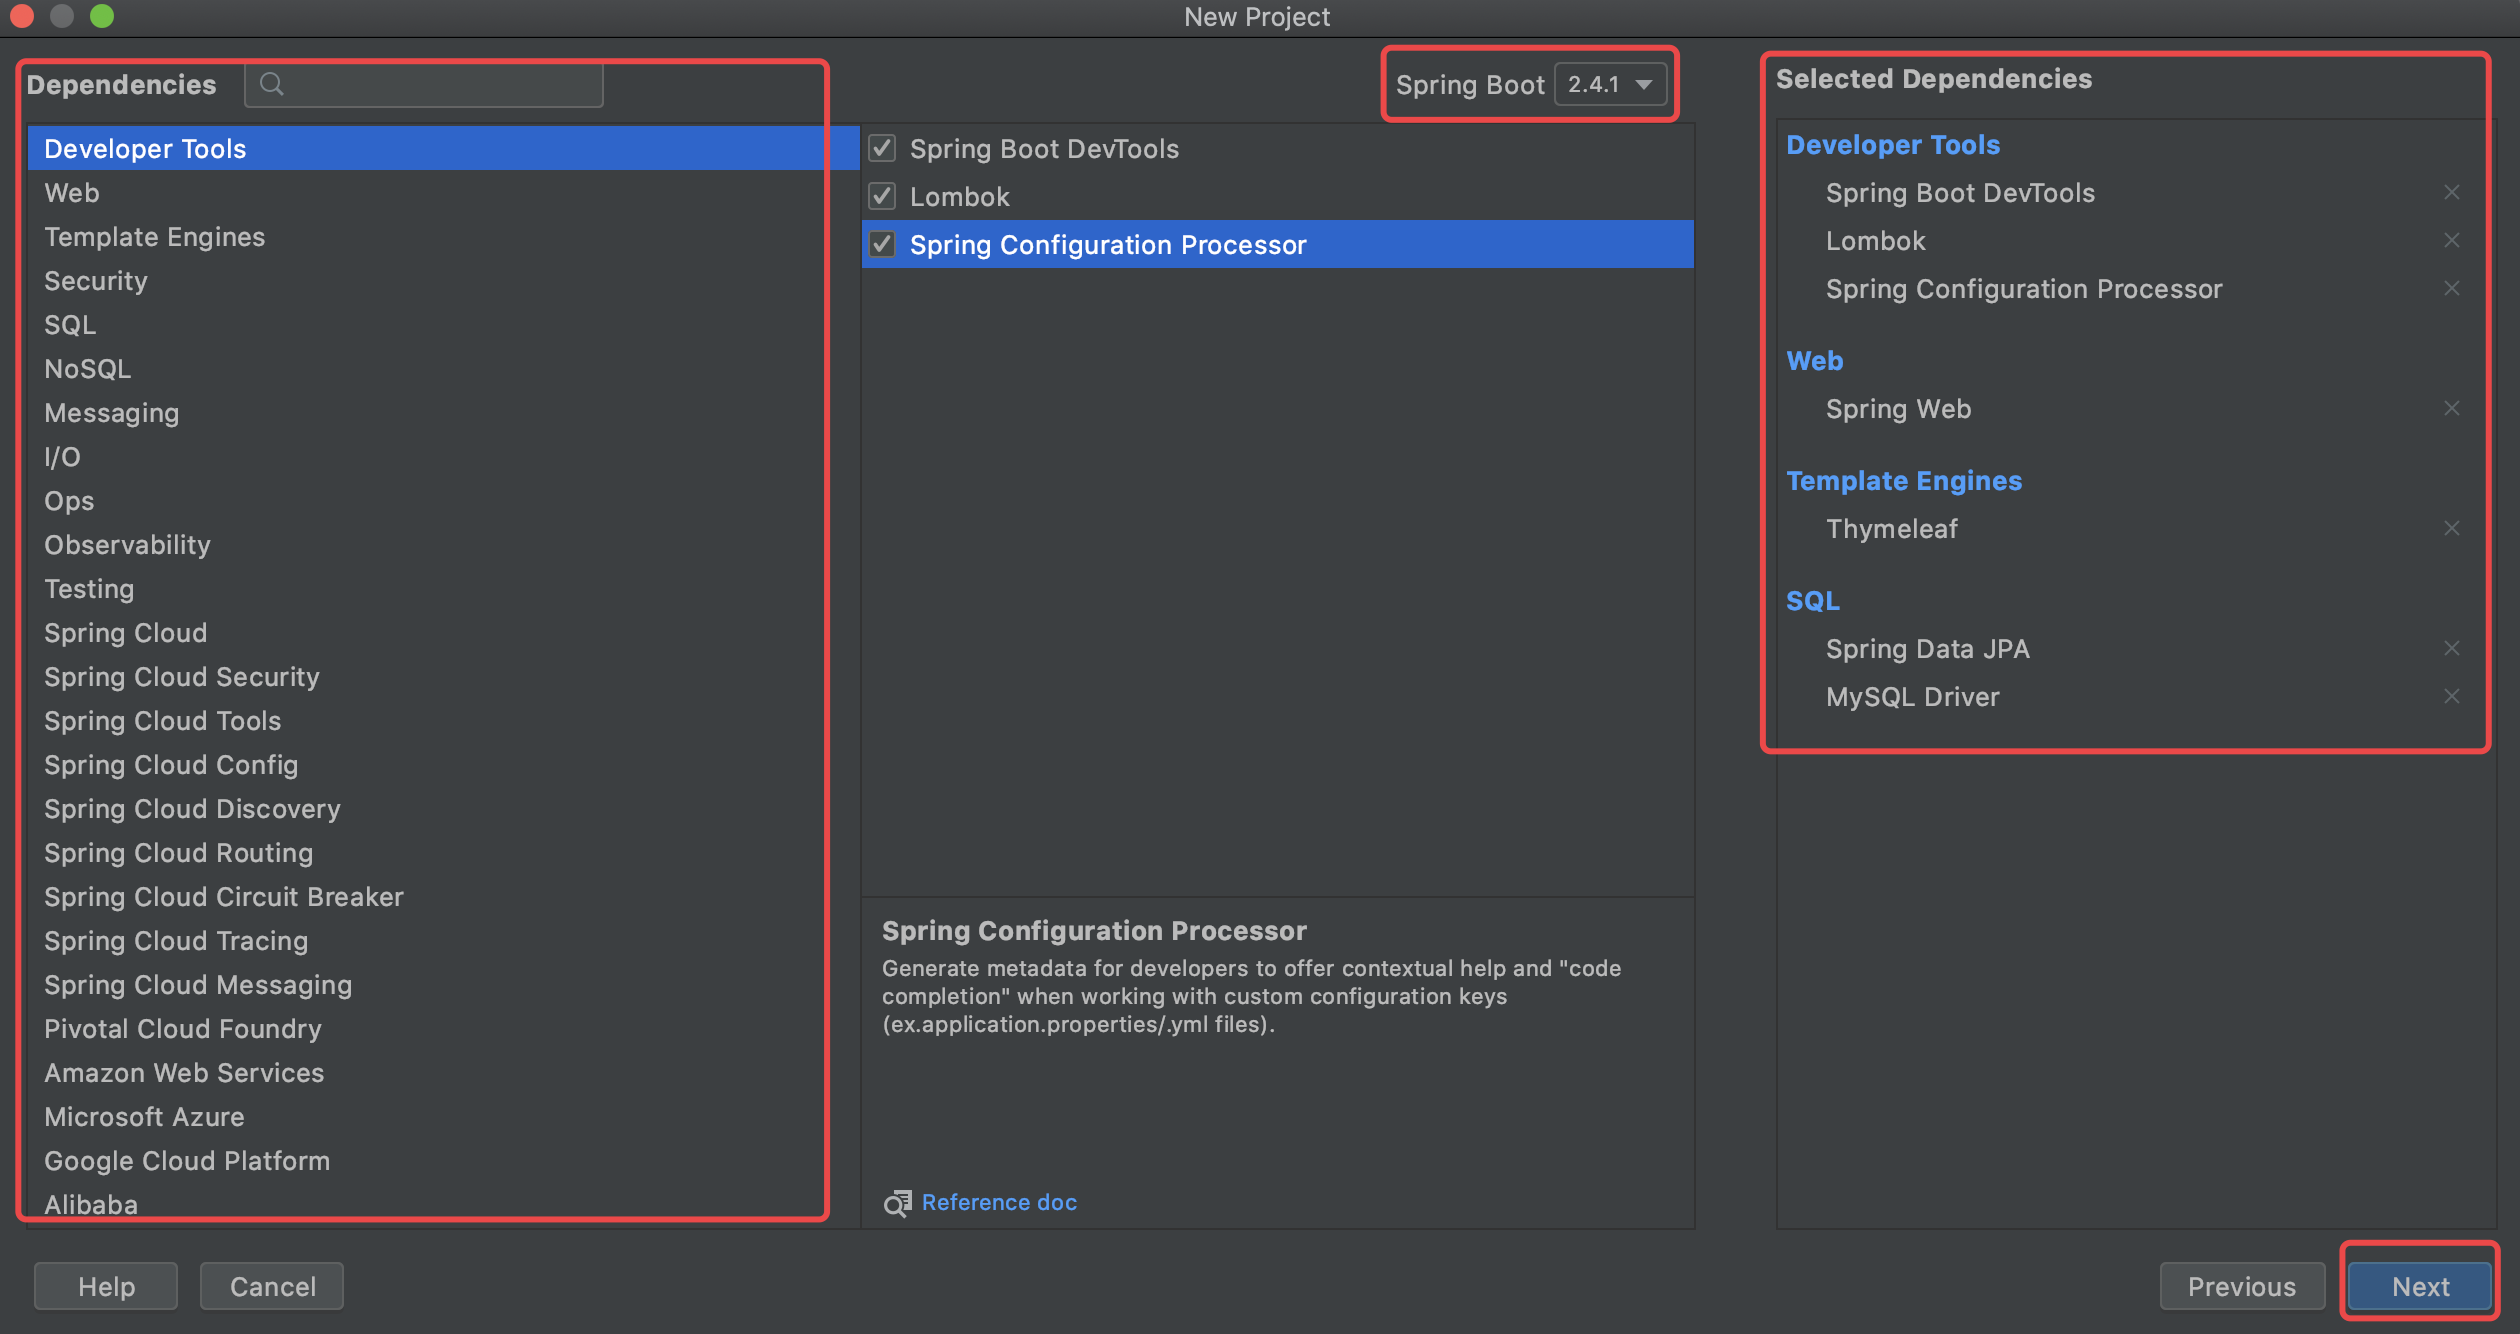 New Project
Dependencies
Spring Boot 2.4.1
Selected Dependencies
Developer Tools
Web
Template Engines
Security
SQL
NoSQL
Messaging
I/O
Ops
Observability
Testing
Spring Cloud
Spring Cloud Security
Spring Cloud Tools
Spring Cloud Config
Spring Cloud Discovery
Spring Cloud Routing
Spring Cloud Circuit Breaker
Spring Cloud Tracing
Spring Cloud Messaging
Pivotal Cloud Foundry
Amazon Web Services
Microsoft Azure
Google Cloud Platform
Alibaba
Spring Boot DevTools
Lombok
Spring Configuration Processor
Spring Configuration Processor
Generate metadata for developers to offer contextual help and "code
completion" when working with custom configuration keys
(ex.application.properties/.yml files).
Reference doc
Developer Tools
Spring Boot DevTools
Lombok
Spring Configuration Processor
Web
Spring Web
Template Engines
Thymeleaf
SQL
Spring Data JPA
MySQL Driver
Help
Cancel
Previous
Next